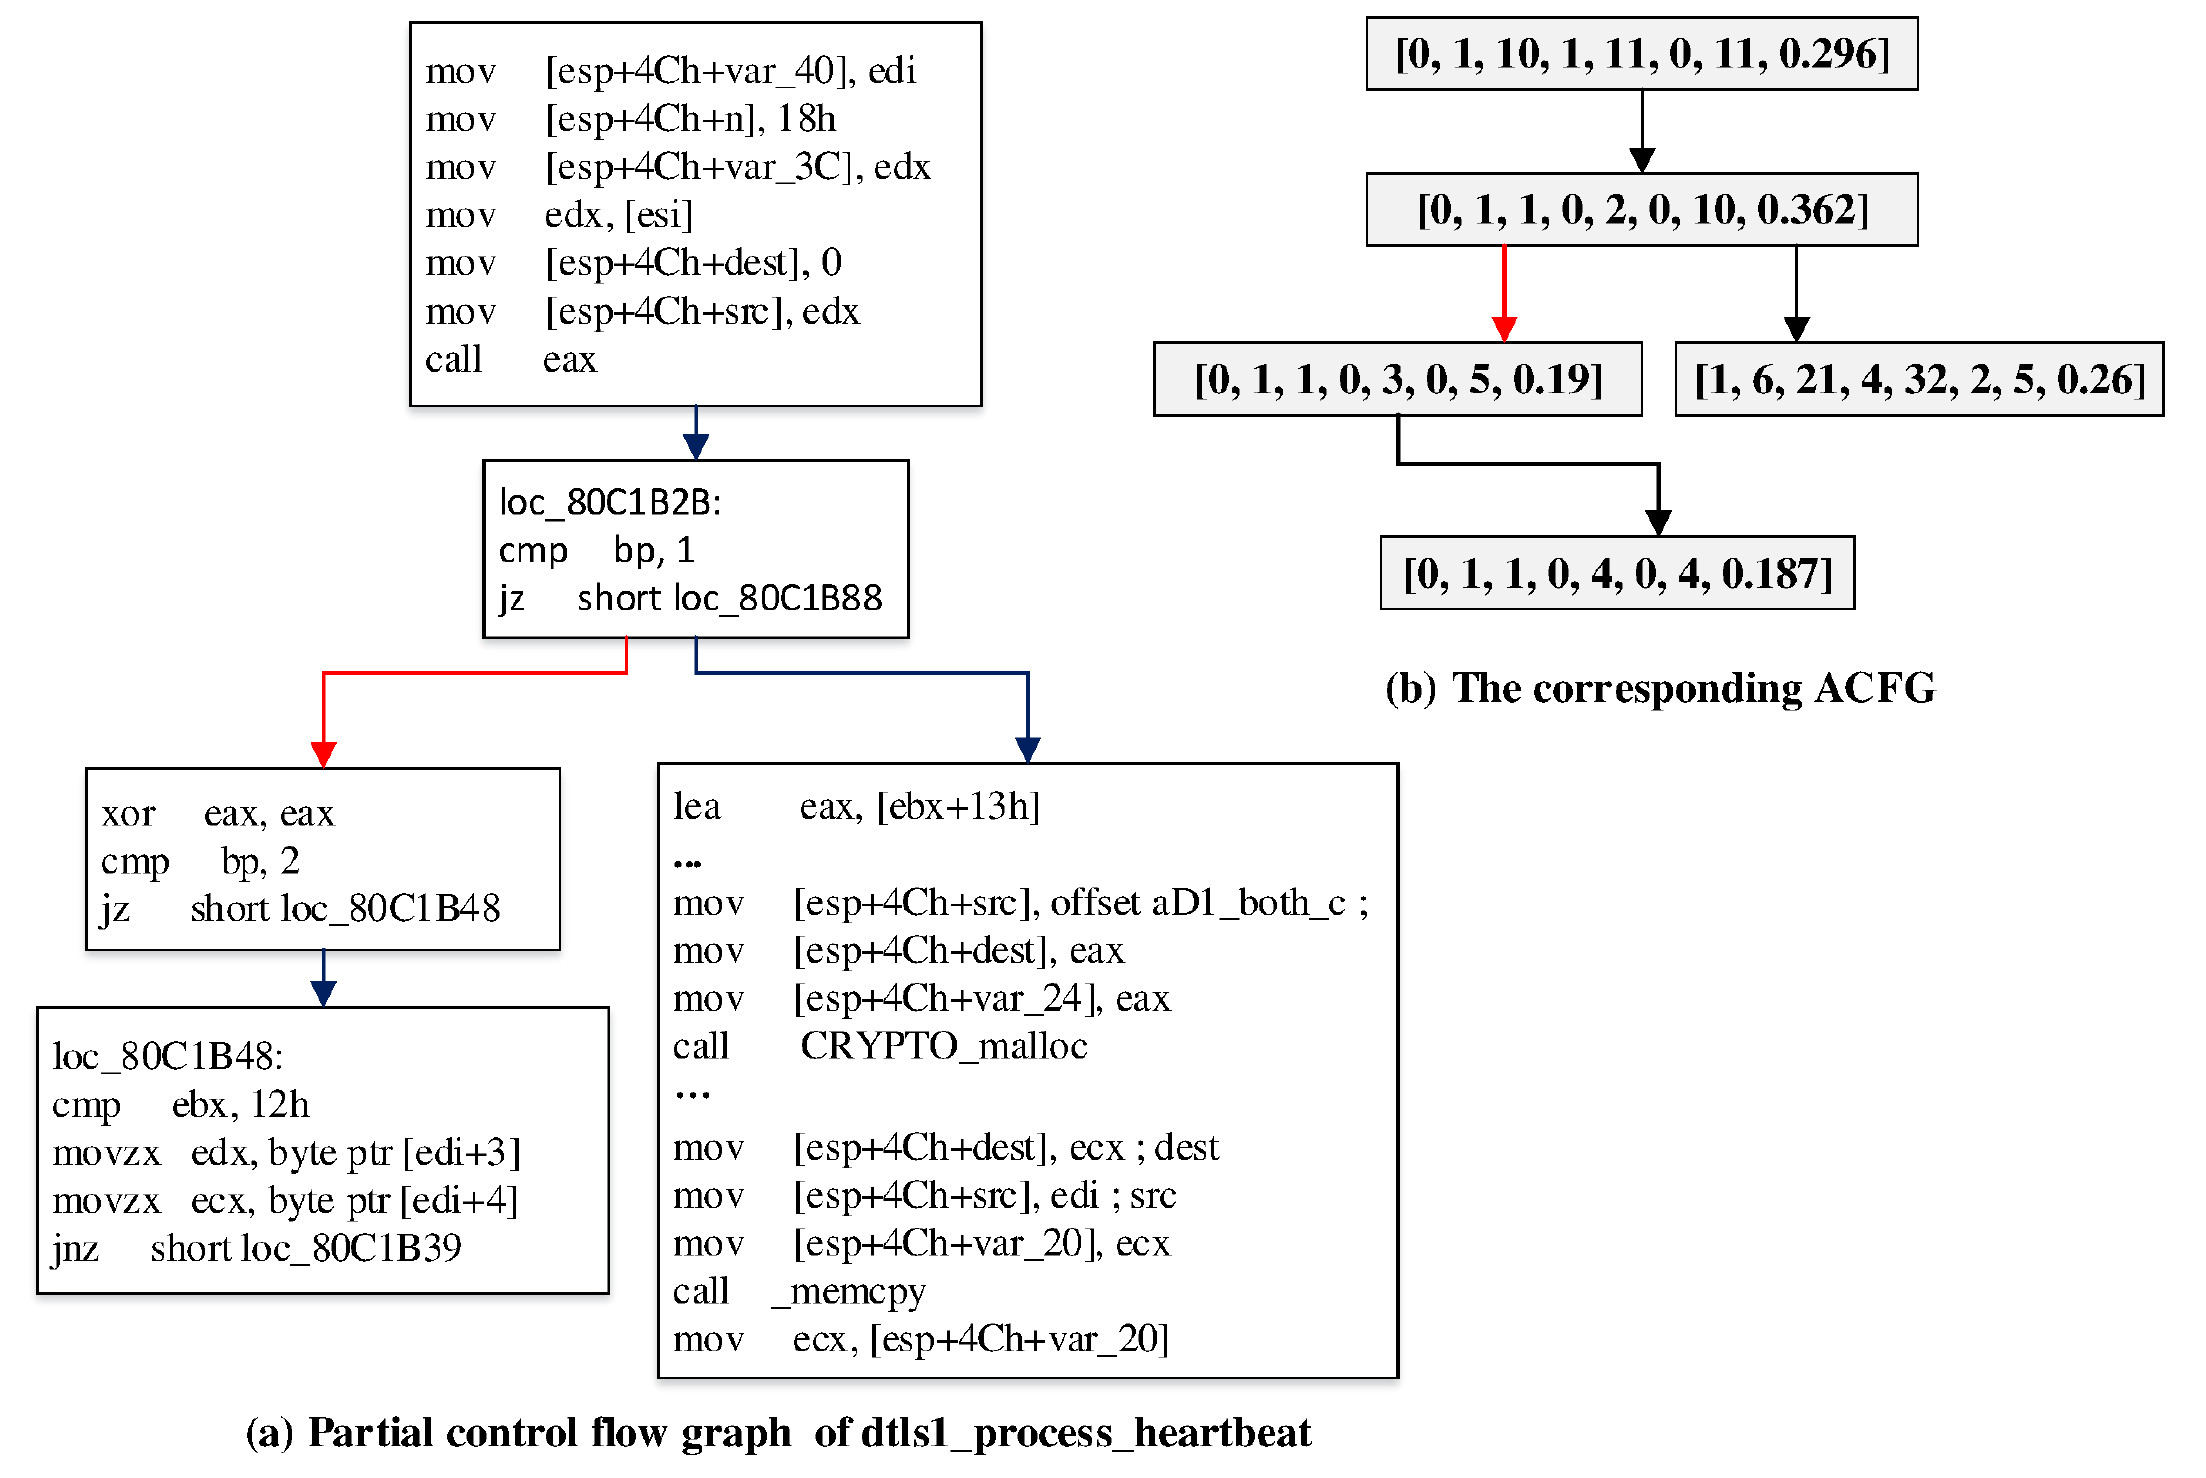 mov [esp+4Ch+var_40], edi
mov [esp+4Ch+n], 18h
mov [esp+4Ch+var_3C], edx
mov edx, [esi]
mov [esp+4Ch+dest], 0
mov [esp+4Ch+src], edx
call eax
loc_80C1B2B:
cmp bp, 1
jz short loc_80C1B88
xor eax, eax
cmp bp, 2
jz short loc_80C1B48
loc_80C1B48:
cmp ebx, 12h
movzx edx, byte ptr [edi+3]
movzx ecx, byte ptr [edi+4]
jnz short loc_80C1B39
lea eax, [ebx+13h]
...
mov [esp+4Ch+src], offset aD1_both_c ;
mov [esp+4Ch+dest], eax
mov [esp+4Ch+var_24], eax
call CRYPTO_malloc
...
mov [esp+4Ch+dest], ecx ; dest
mov [esp+4Ch+src], edi ; src
mov [esp+4Ch+var_20], ecx
call _memcpy
mov ecx, [esp+4Ch+var_20]
(a) Partial control flow graph of dtls1_process_heartbeat
[0, 1, 10, 1, 11, 0, 11, 0.296]
[0, 1, 1, 0, 2, 0, 10, 0.362]
[0, 1, 1, 0, 3, 0, 5, 0.19]
[1, 6, 21, 4, 32, 2, 5, 0.26]
[0, 1, 1, 0, 4, 0, 4, 0.187]
(b) The corresponding ACFG